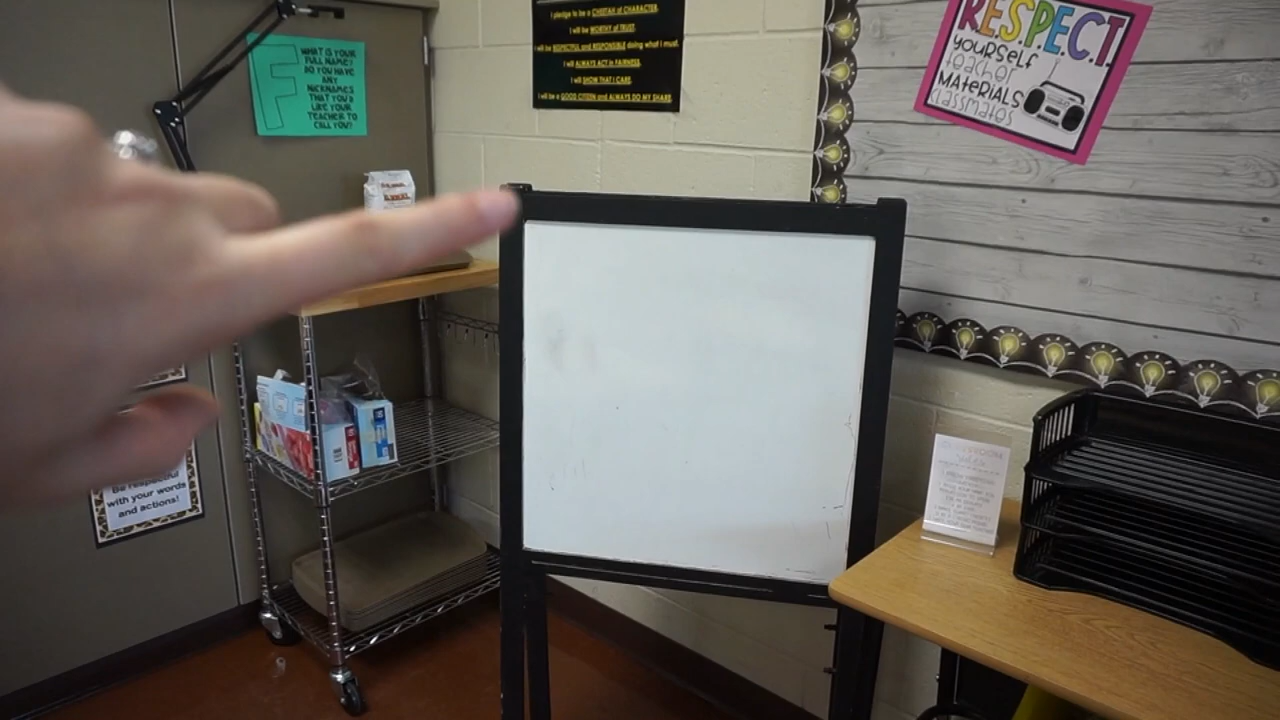 I pledge to be a CHEETAH of CHARACTER.
I will be WORTHY of TRUST.
I will be RESPECTFUL and RESPONSIBLE doing what I must.
I will ALWAYS ACT in FAIRNESS.
I will SHOW THAT I CARE.
I will be a GOOD CITIZEN and ALWAYS DO MY SHARE.
F
WHAT IS YOUR
FULL NAME?
DO YOU HAVE
ANY
NICKNAMES
THAT YOU'D
LIKE YOUR
TEACHER TO
CALL YOU?
R.E.S.P.E.C.T.
yourself
teacher
MATERIALS
classmates
Be respectful
with your words
and actions!